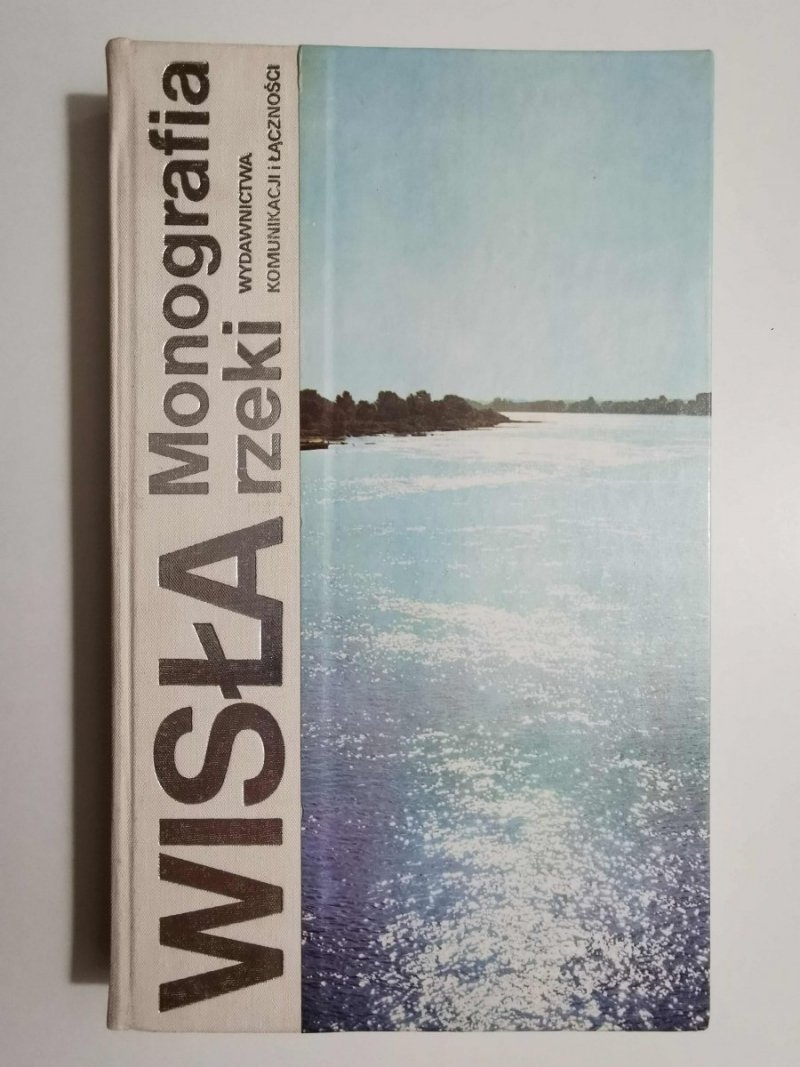 WISŁA
Monografia
rzeki
WYDAWNICTWA
KOMUNIKACJI i ŁĄCZNOŚCI